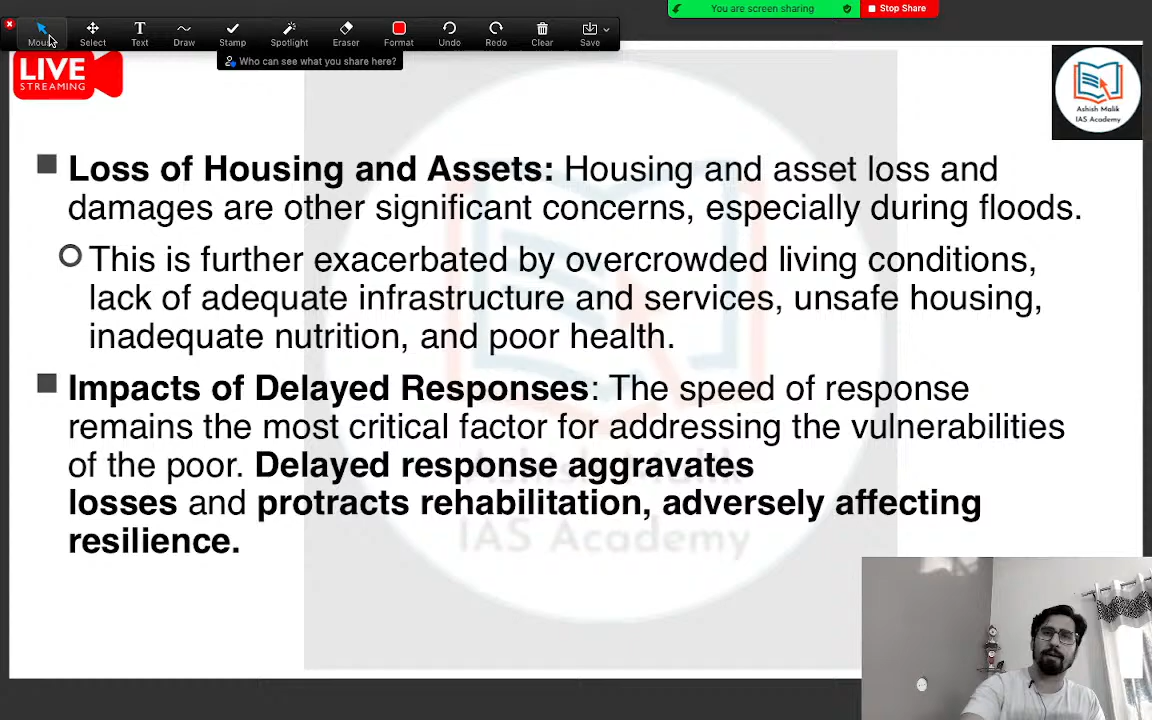 You are screen sharing
Stop Share
Mouse
Select
Text
Draw
Stamp
Spotlight
Eraser
Format
Undo
Redo
Clear
Save
Who can see what you share here?
LIVE
STREAMING
Ashish Malik
IAS Academy
Loss of Housing and Assets: Housing and asset loss and
damages are other significant concerns, especially during floods.
This is further exacerbated by overcrowded living conditions,
lack of adequate infrastructure and services, unsafe housing,
inadequate nutrition, and poor health.
Impacts of Delayed Responses: The speed of response
remains the most critical factor for addressing the vulnerabilities
of the poor. Delayed response aggravates
losses and protracts rehabilitation, adversely affecting
resilience.
Ashish Malik
IAS Academy